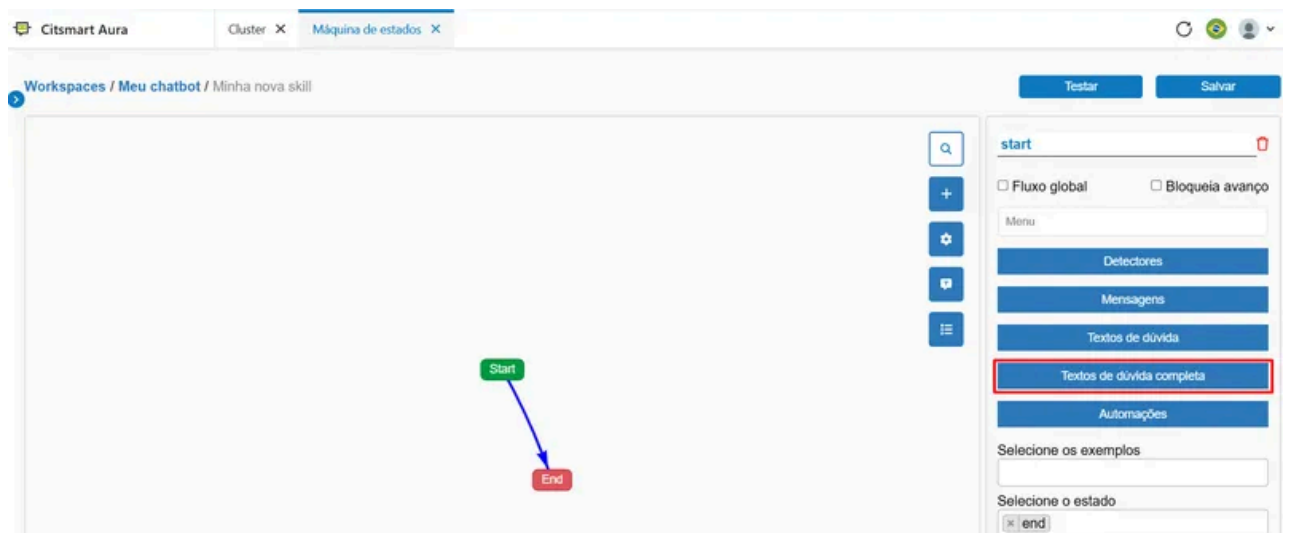 Citsmart Aura
Cluster ✕
Máquina de estados ✕
Workspaces / Meu chatbot / Minha nova skill
Testar
Salvar
Start
End
start
Fluxo global
Bloqueia avanço
Menu
Detectores
Mensagens
Textos de dúvida
Textos de dúvida completa
Automações
Selecione os exemplos
Selecione o estado
× end